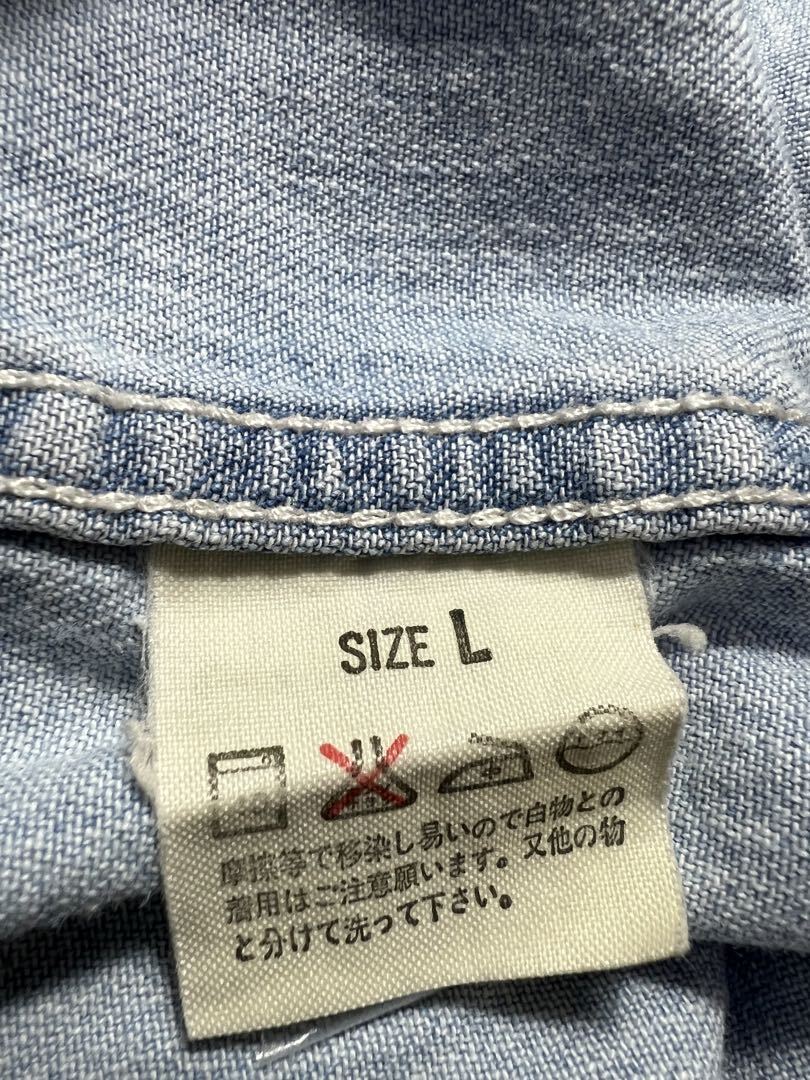 SIZE L
摩擦等で移染し易いので白物との
着用はご注意願います。又他の物
と分けて洗って下さい。